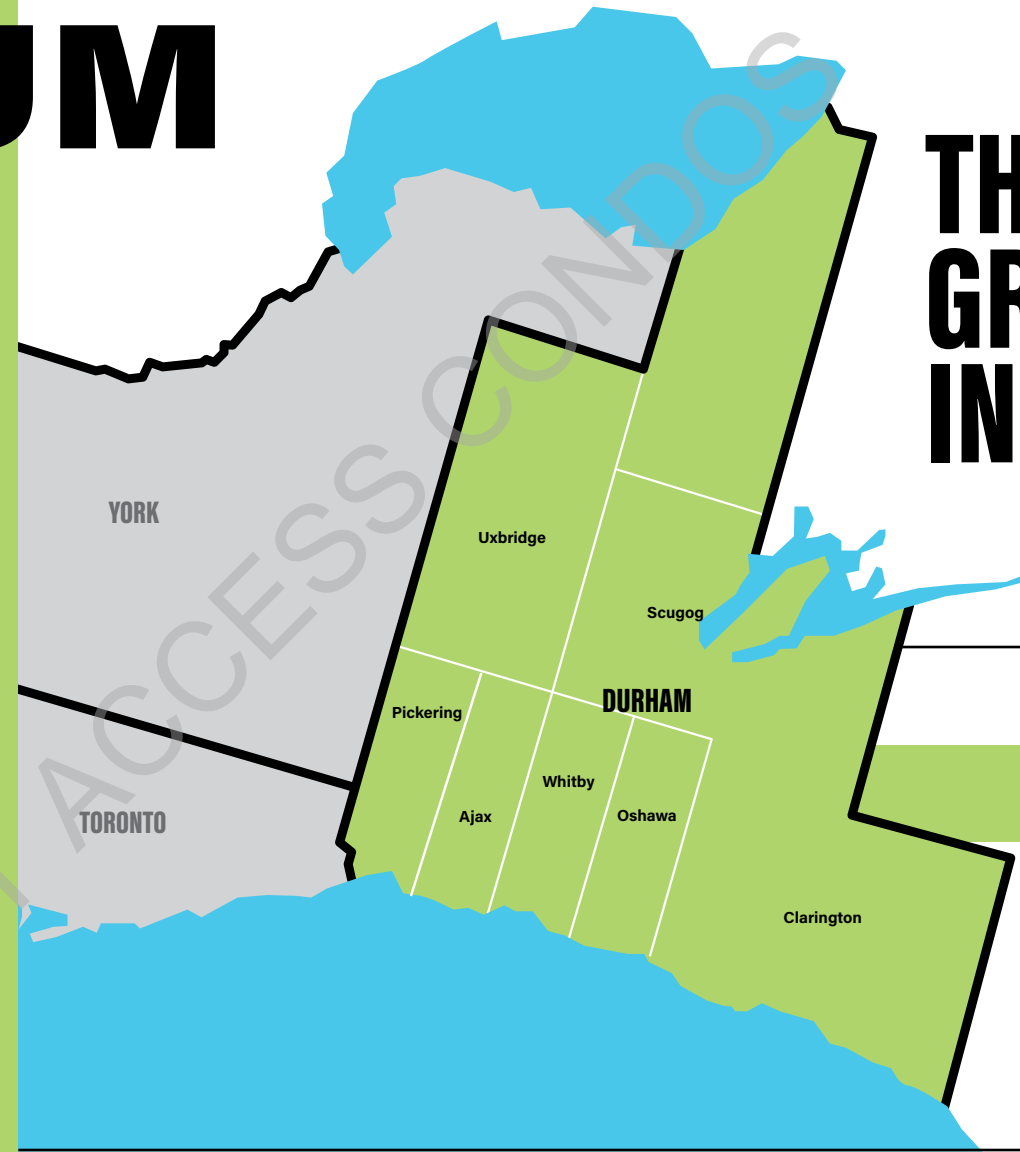 UM
TH
GR
IN
YORK
Uxbridge
Scugog
DURHAM
Pickering
Whitby
Ajax
Oshawa
TORONTO
Clarington
ACCESS CONDOS